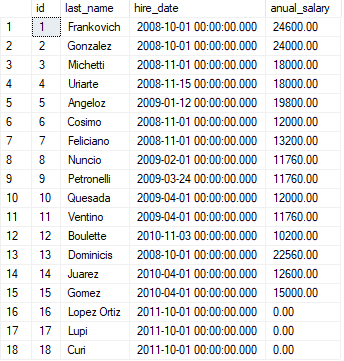 id last_name hire_date anual_salary
1 1 Frankovich 2008-10-01 00:00:00.000 24600.00
2 2 Gonzalez 2008-10-01 00:00:00.000 24000.00
3 3 Michetti 2008-11-01 00:00:00.000 18000.00
4 4 Uriarte 2008-11-15 00:00:00.000 18000.00
5 5 Angeloz 2009-01-12 00:00:00.000 19800.00
6 6 Cosimo 2008-11-01 00:00:00.000 12000.00
7 7 Feliciano 2008-11-01 00:00:00.000 13200.00
8 8 Nuncio 2009-02-01 00:00:00.000 11760.00
9 9 Petronelli 2009-03-24 00:00:00.000 11760.00
10 10 Quesada 2009-04-01 00:00:00.000 12000.00
11 11 Ventino 2009-04-01 00:00:00.000 11760.00
12 12 Boulette 2010-11-03 00:00:00.000 10200.00
13 13 Dominicis 2008-10-01 00:00:00.000 22560.00
14 14 Juarez 2010-04-01 00:00:00.000 12600.00
15 15 Gomez 2010-04-01 00:00:00.000 15000.00
16 16 Lopez Ortiz 2011-10-01 00:00:00.000 0.00
17 17 Lupi 2011-10-01 00:00:00.000 0.00
18 18 Curi 2011-10-01 00:00:00.000 0.00